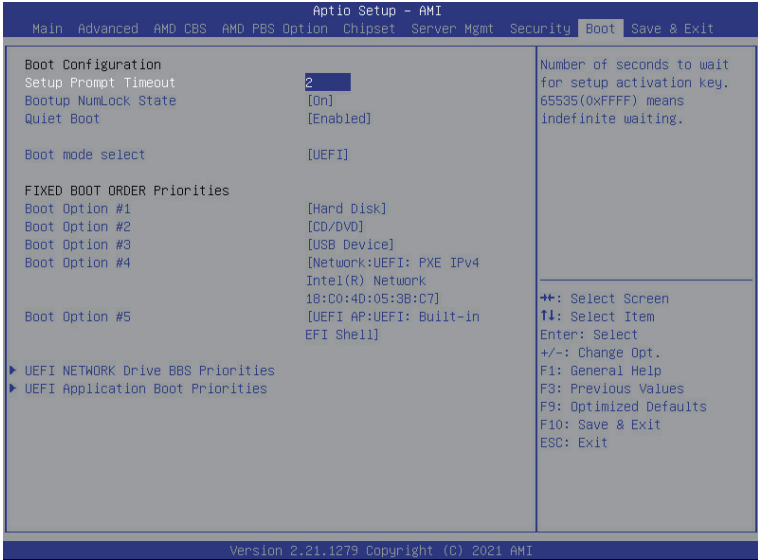 Aptio Setup – AMI
Main Advanced AMD CBS AMD PBS Option Chipset Server Mgmt Security Boot Save & Exit
Boot Configuration
Setup Prompt Timeout 2
Bootup NumLock State [On]
Quiet Boot [Enabled]
Boot mode select [UEFI]
FIXED BOOT ORDER Priorities
Boot Option #1 [Hard Disk]
Boot Option #2 [CD/DVD]
Boot Option #3 [USB Device]
Boot Option #4 [Network:UEFI: PXE IPv4
Intel(R) Network
18:C0:4D:05:3B:C7]
Boot Option #5 [UEFI AP:UEFI: Built-in
EFI Shell]
UEFI NETWORK Drive BBS Priorities
UEFI Application Boot Priorities
Number of seconds to wait
for setup activation key.
65535(0xFFFF) means
indefinite waiting.
→←: Select Screen
↑↓: Select Item
Enter: Select
+/-: Change Opt.
F1: General Help
F3: Previous Values
F9: Optimized Defaults
F10: Save & Exit
ESC: Exit
Version 2.21.1279 Copyright (C) 2021 AMI